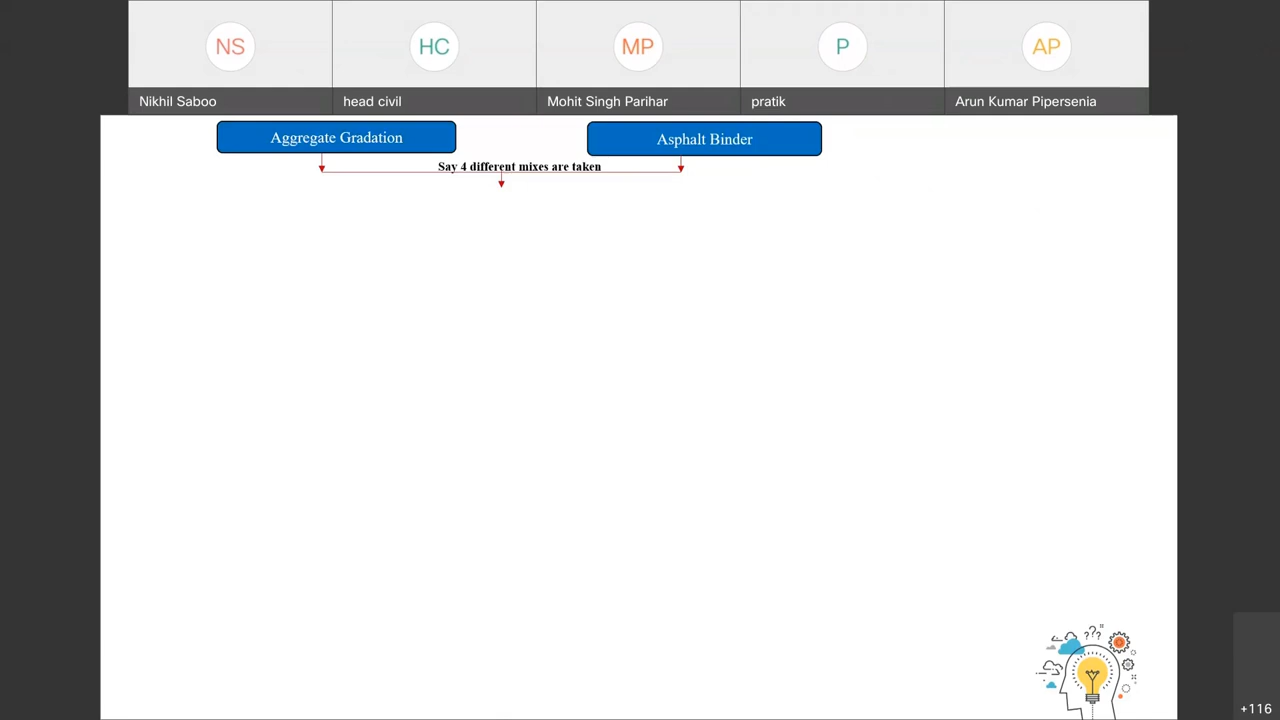 NS
HC
MP
P
AP
Nikhil Saboo
head civil
Mohit Singh Parihar
pratik
Arun Kumar Pipersenia
Aggregate Gradation
Asphalt Binder
Say 4 different mixes are taken
???
+116